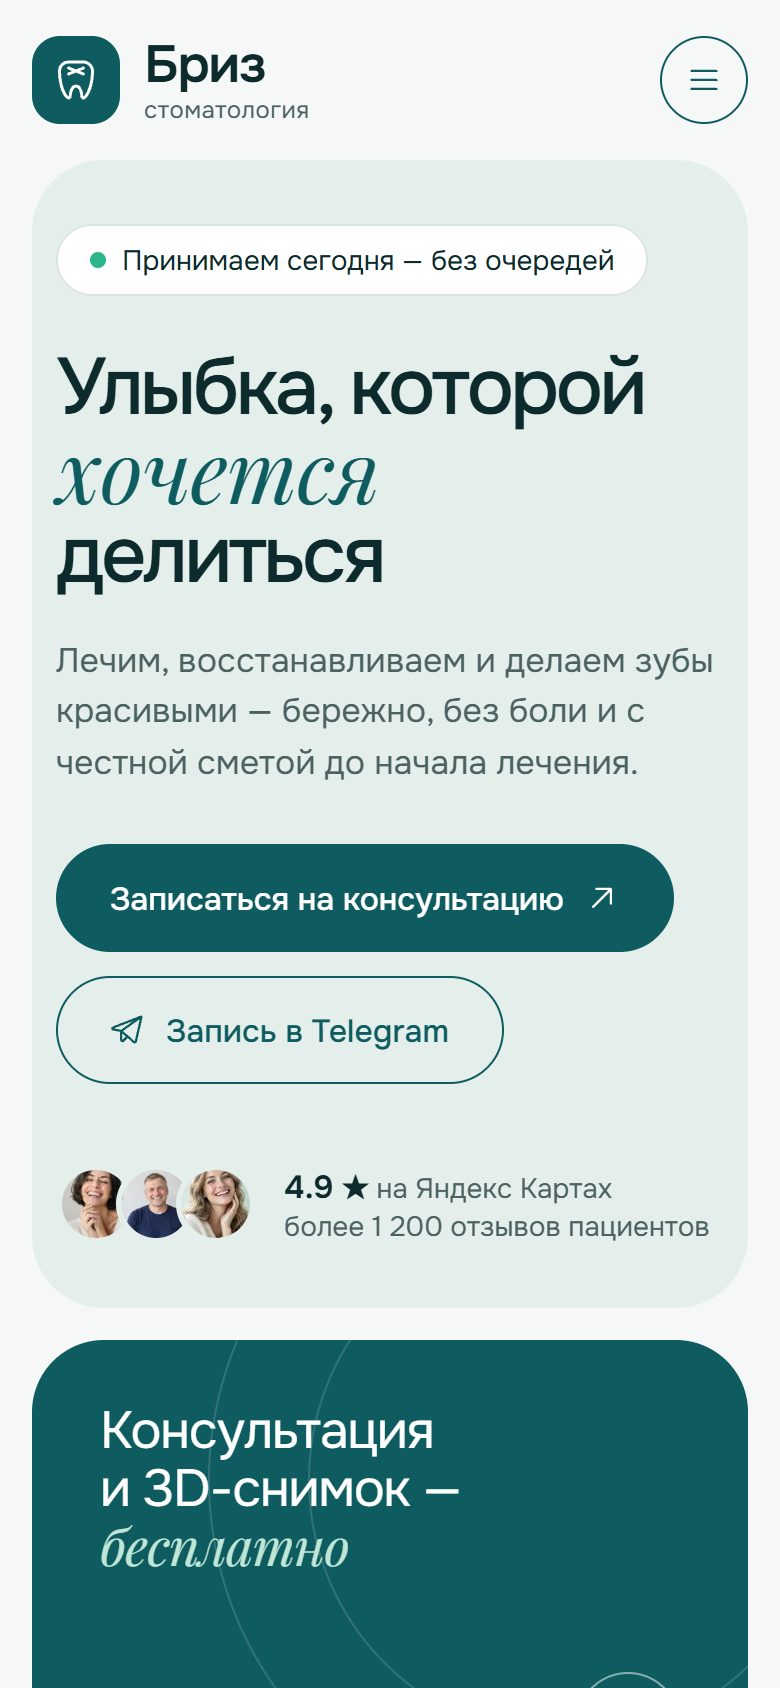 Бриз
стоматология
Принимаем сегодня — без очередей
Улыбка, которой
хочется
делиться
Лечим, восстанавливаем и делаем зубы
красивыми — бережно, без боли и с
честной сметой до начала лечения.
Записаться на консультацию
Запись в Telegram
4.9 ★ на Яндекс Картах
более 1 200 отзывов пациентов
Консультация
и 3D-снимок —
бесплатно